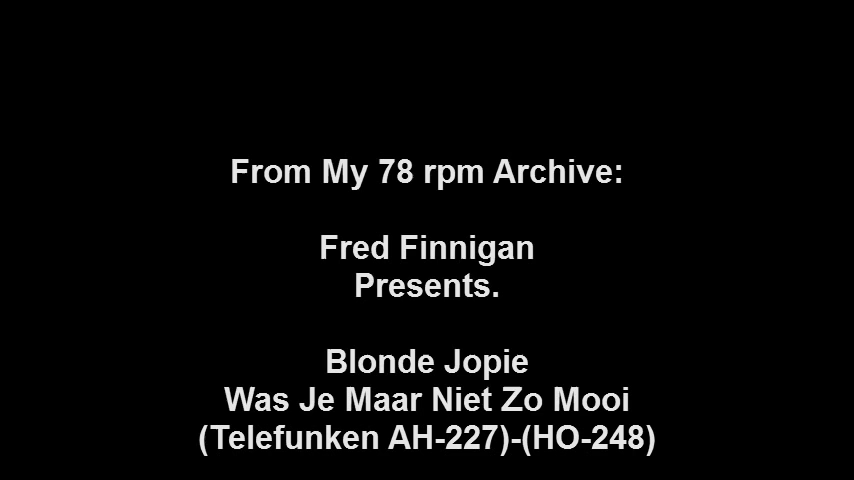 From My 78 rpm Archive:
Fred Finnigan
Presents.
Blonde Jopie
Was Je Maar Niet Zo Mooi
(Telefunken AH-227)-(HO-248)